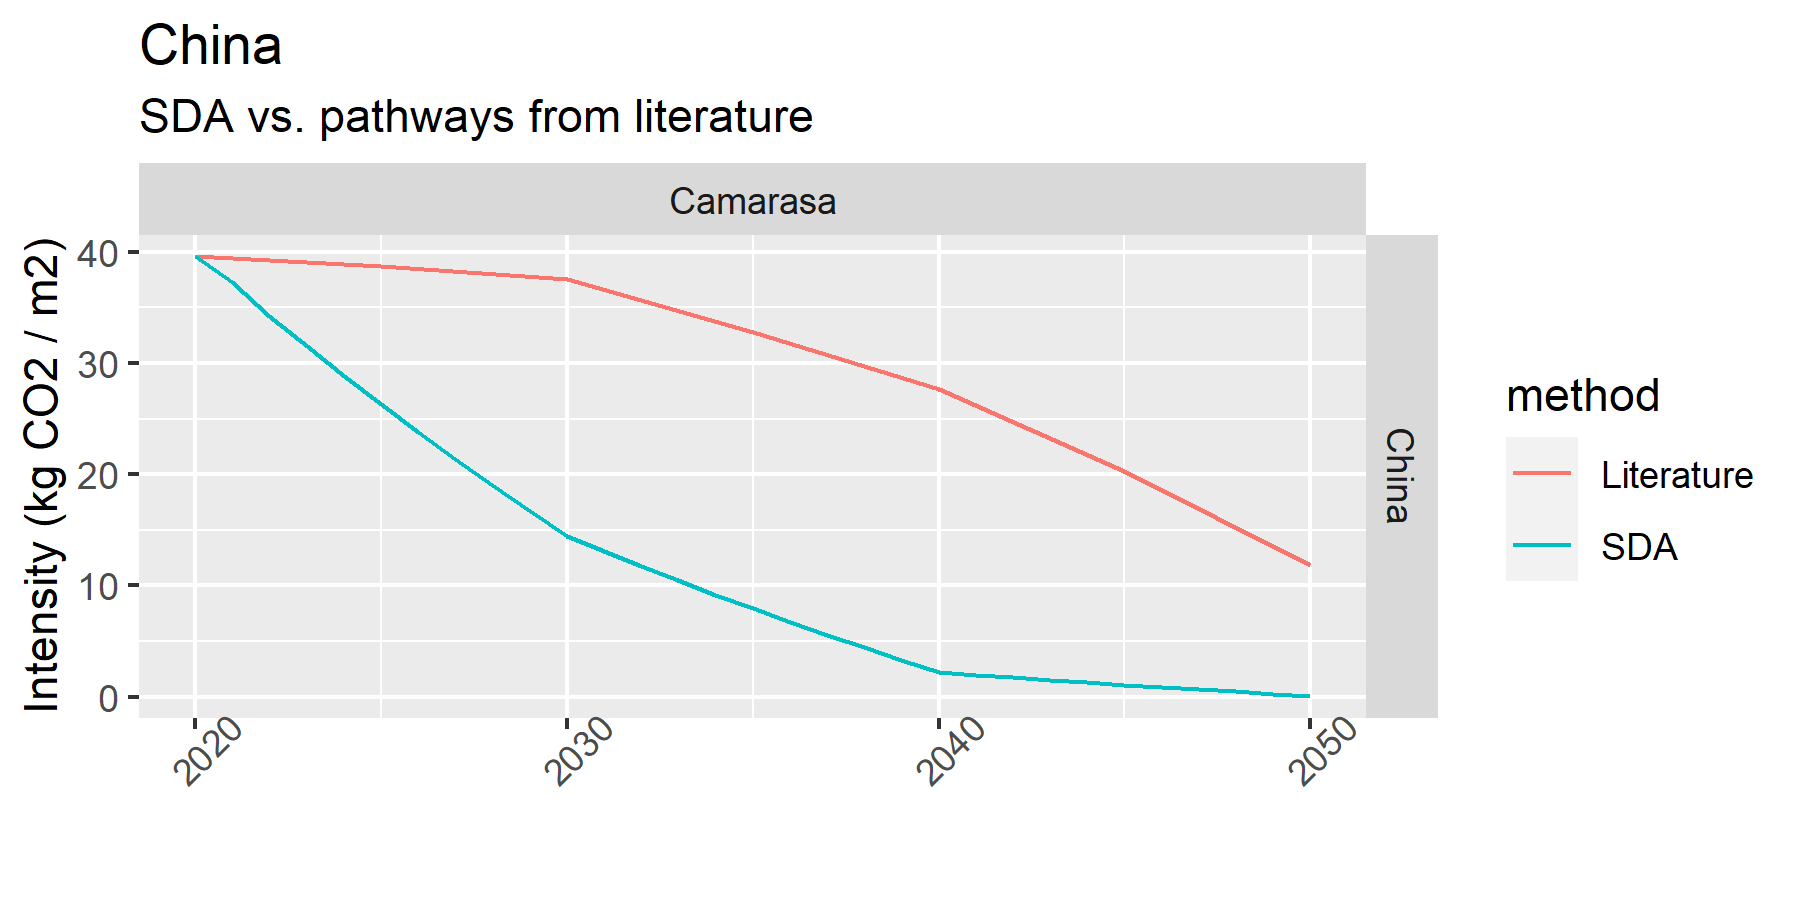 China
SDA vs. pathways from literature
Camarasa
China
Intensity (kg CO2 / m2)
40
30
20
10
0
2020
2030
2040
2050
method
Literature
SDA